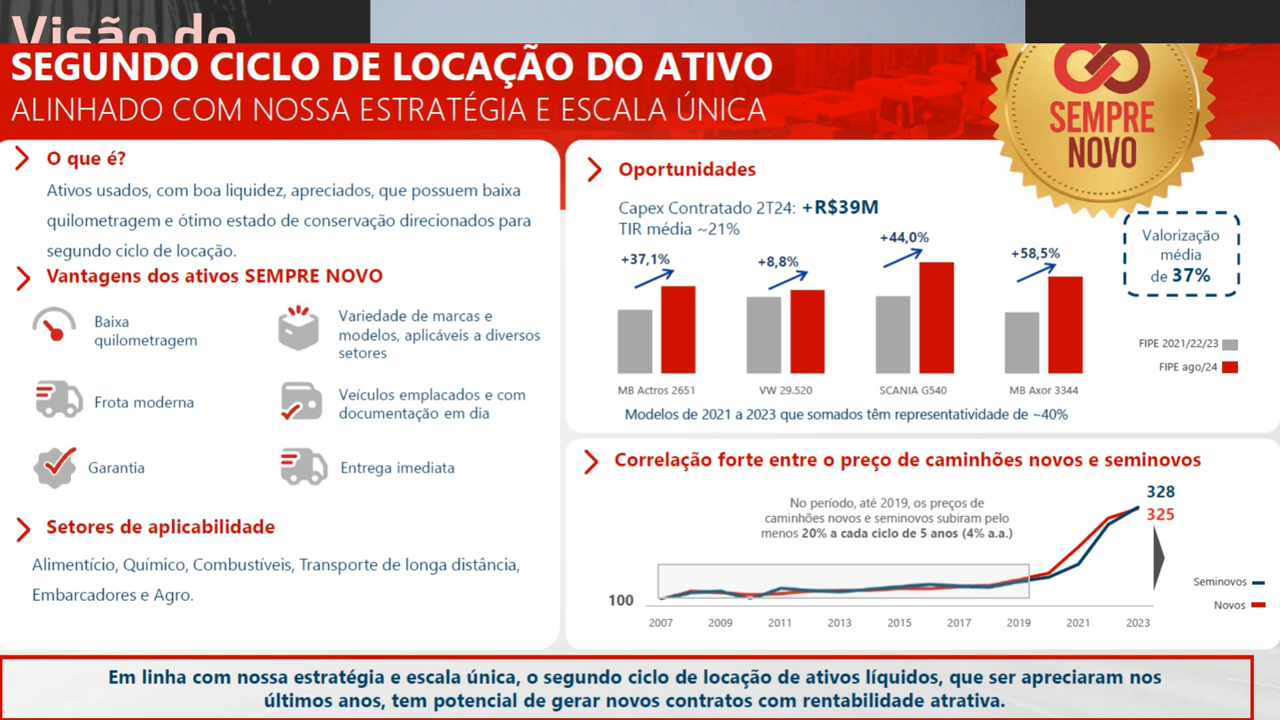 Visão do
SEGUNDO CICLO DE LOCAÇÃO DO ATIVO
ALINHADO COM NOSSA ESTRATÉGIA E ESCALA ÚNICA
SEMPRE
NOVO
O que é?
Ativos usados, com boa liquidez, apreciados, que possuem baixa
quilometragem e ótimo estado de conservação direcionados para
segundo ciclo de locação.
Vantagens dos ativos SEMPRE NOVO
Baixa
quilometragem
Variedade de marcas e
modelos, aplicáveis a diversos
setores
Frota moderna
Veículos emplacados e com
documentação em dia
Garantia
Entrega imediata
Setores de aplicabilidade
Alimentício, Químico, Combustíveis, Transporte de longa distância,
Embarcadores e Agro.
Oportunidades
Capex Contratado 2T24: +R$39M
TIR média ~21%
+37,1%
+8,8%
+44,0%
+58,5%
MB Actros 2651
VW 29.520
SCANIA G540
MB Axor 3344
Valorização
média
de 37%
FIPE 2021/22/23
FIPE ago/24
Modelos de 2021 a 2023 que somados têm representatividade de ~40%
Correlação forte entre o preço de caminhões novos e seminovos
No período, até 2019, os preços de
caminhões novos e seminovos subiram pelo
menos 20% a cada ciclo de 5 anos (4% a.a.)
328
325
100
2007 2009 2011 2013 2015 2017 2019 2021 2023
Seminovos
Novos
Em linha com nossa estratégia e escala única, o segundo ciclo de locação de ativos líquidos, que ser apreciaram nos
últimos anos, tem potencial de gerar novos contratos com rentabilidade atrativa.